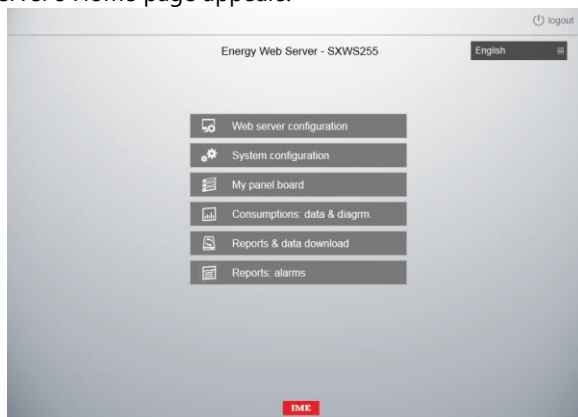 server's Home page appears.
logout
Energy Web Server - SXWS255
English
Web server configuration
System configuration
My panel board
Consumptions: data & diagrm.
Reports & data download
Reports: alarms
IME